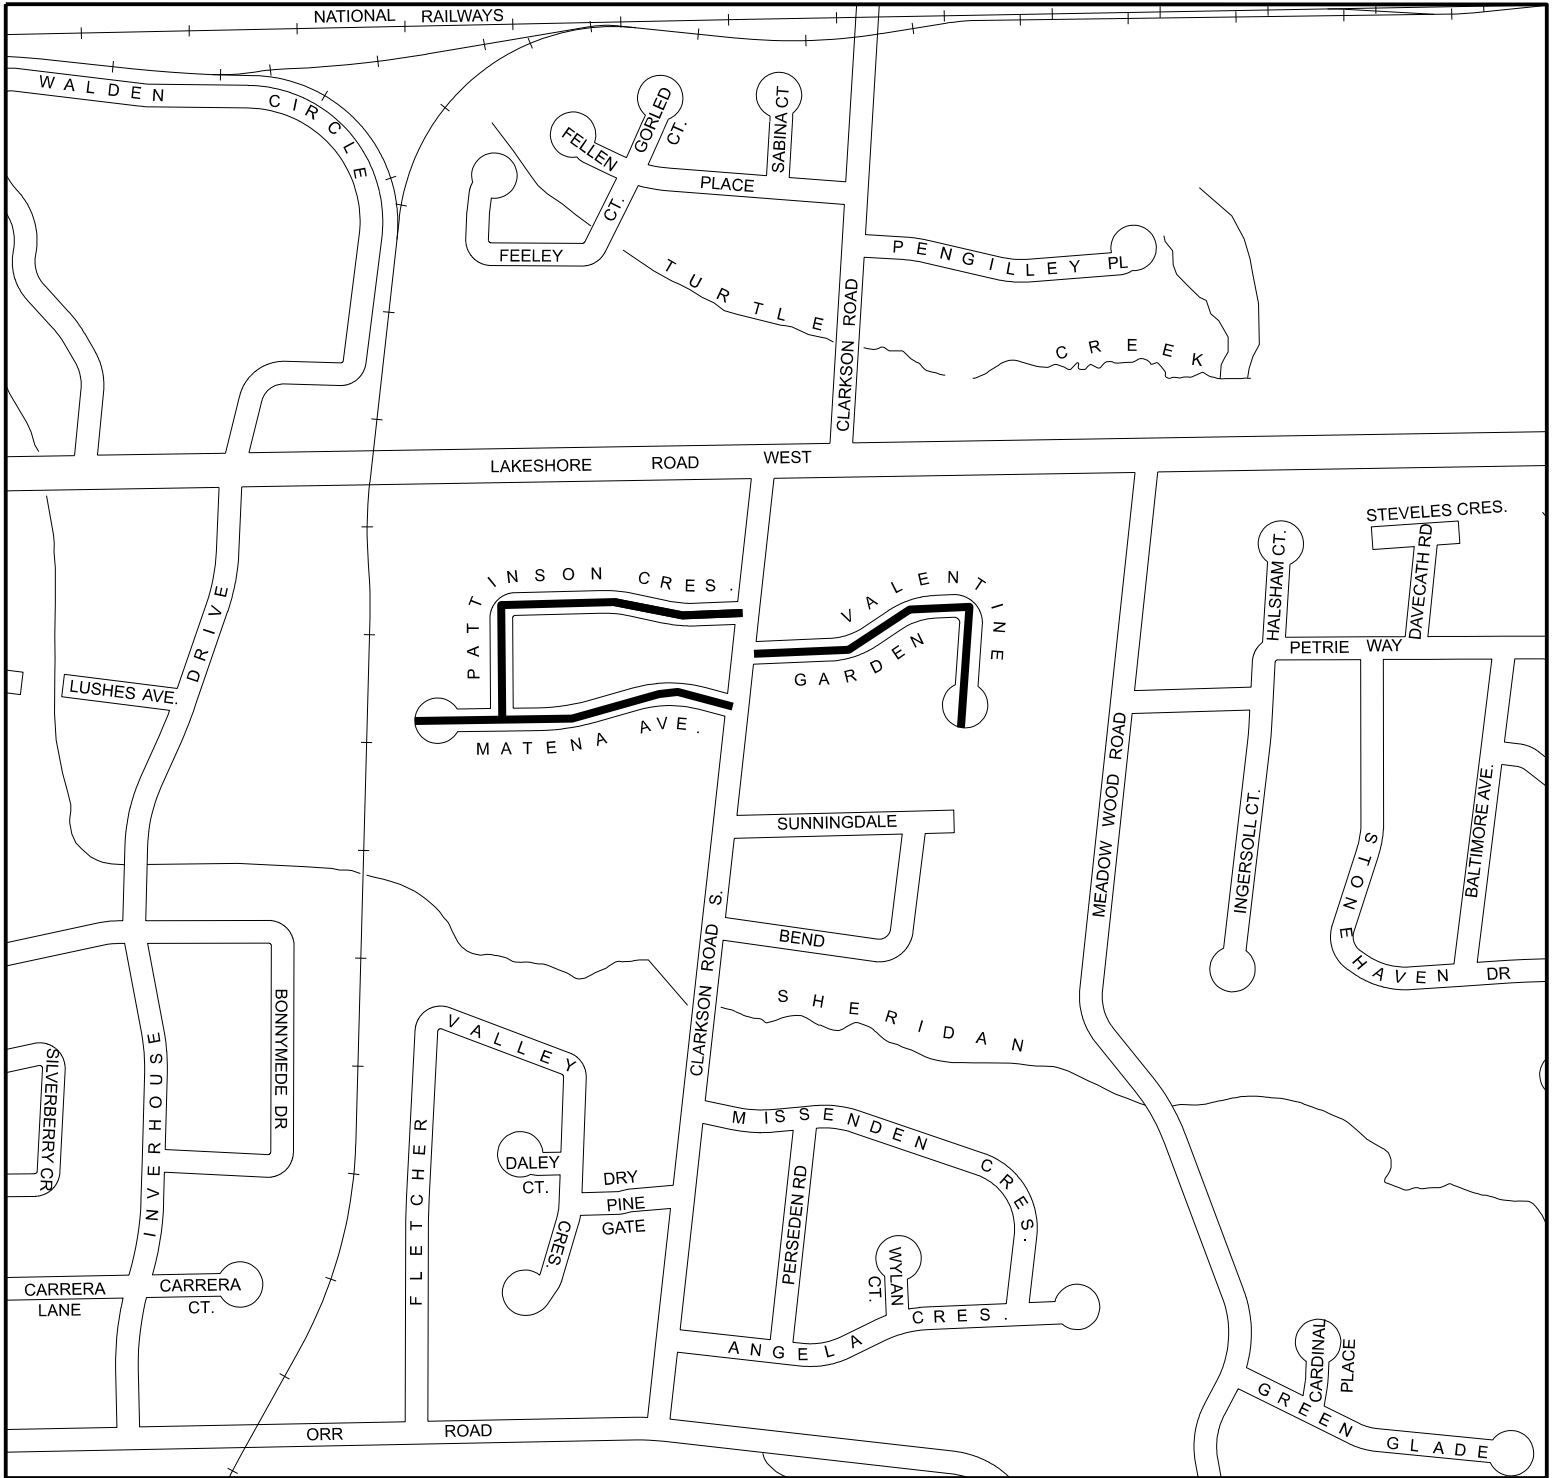 NATIONAL RAILWAYS
WALDEN CIRCLE
GORLED CT.
FELLEN CT.
SABINA CT
PLACE
FEELEY
PENGILLEY PL
TURTLE CREEK
CLARKSON ROAD
CLARKSON ROAD
LAKESHORE ROAD WEST
STEVELES CRES.
DAVECATH RD
HALSHAM CT.
PETRIE WAY
PATTINSON CRES.
VALENTINE
GARDEN
DRIVE
LUSHES AVE.
MATENA AVE.
MEADOW WOOD ROAD
INGERSOLL CT.
STONE HAVEN DR
BALTIMORE AVE.
SUNNINGDALE
BEND
CLARKSON ROAD S.
SHERIDAN
BONNYMEDE DR
INVERHOUSE
SILVERBERRY CR
VALLEY
FLETCHER
DALEY
CT.
CRES.
DRY
PINE
GATE
MISSENDEN CRES.
PERSEDEN RD
WYLAN
CT.
ANGELA CRES.
CARRERA
LANE
CARRERA
CT.
CARDINAL
PLACE
GREEN GLADE
ORR ROAD